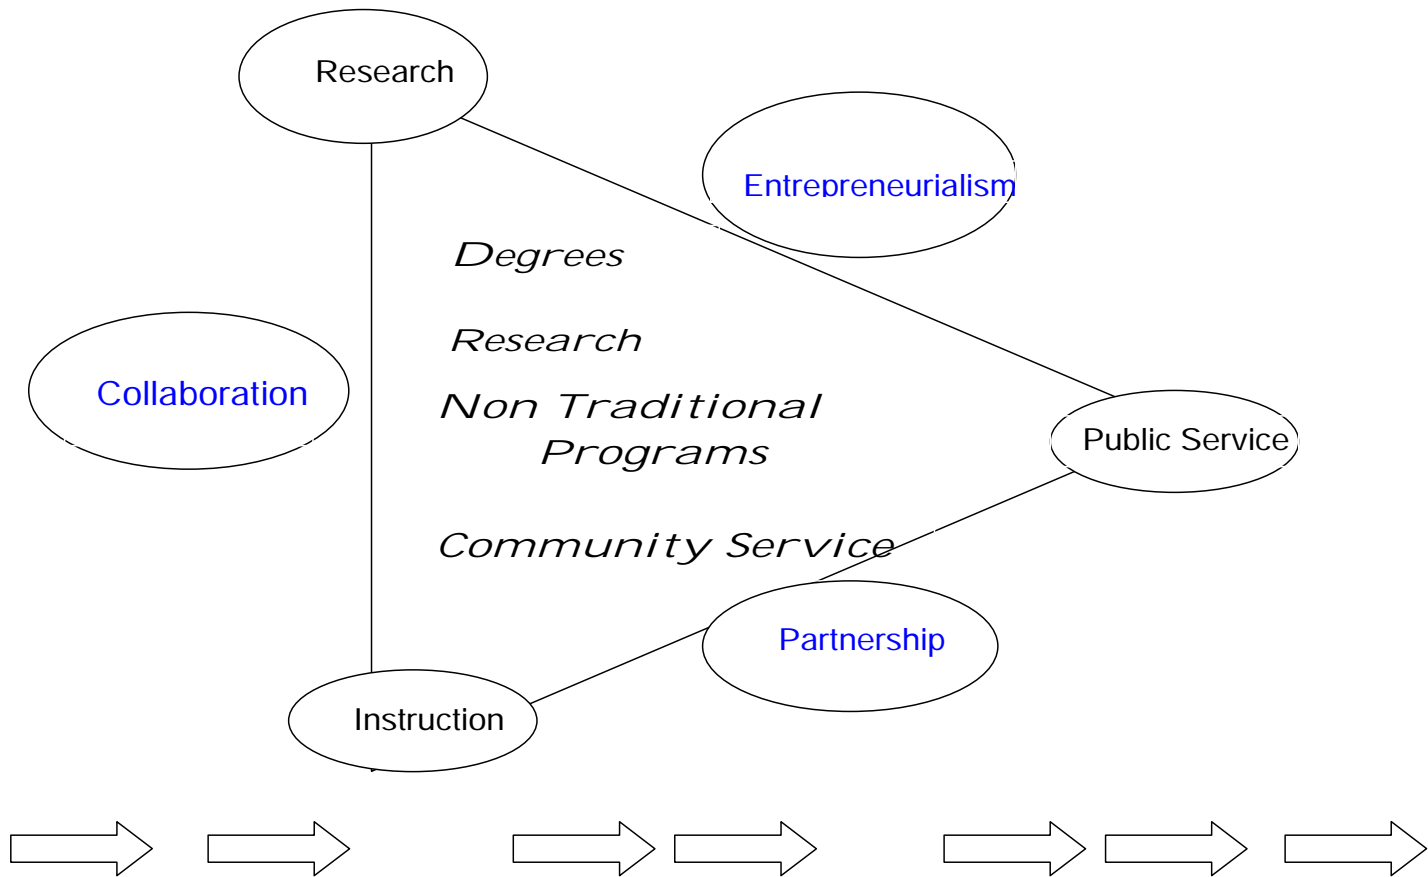 Research
Entrepreneurialism
Degrees
Research
Collaboration
Non Traditional
Programs
Public Service
Community Service
Partnership
Instruction